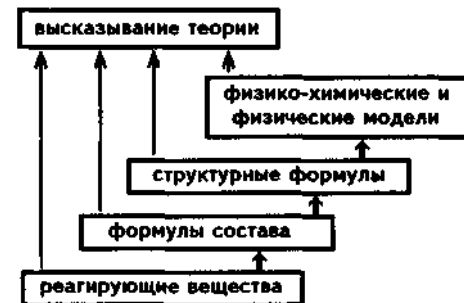 высказывание теории
физико-химические и
физические модели
структурные формулы
формулы состава
реагирующие вещества